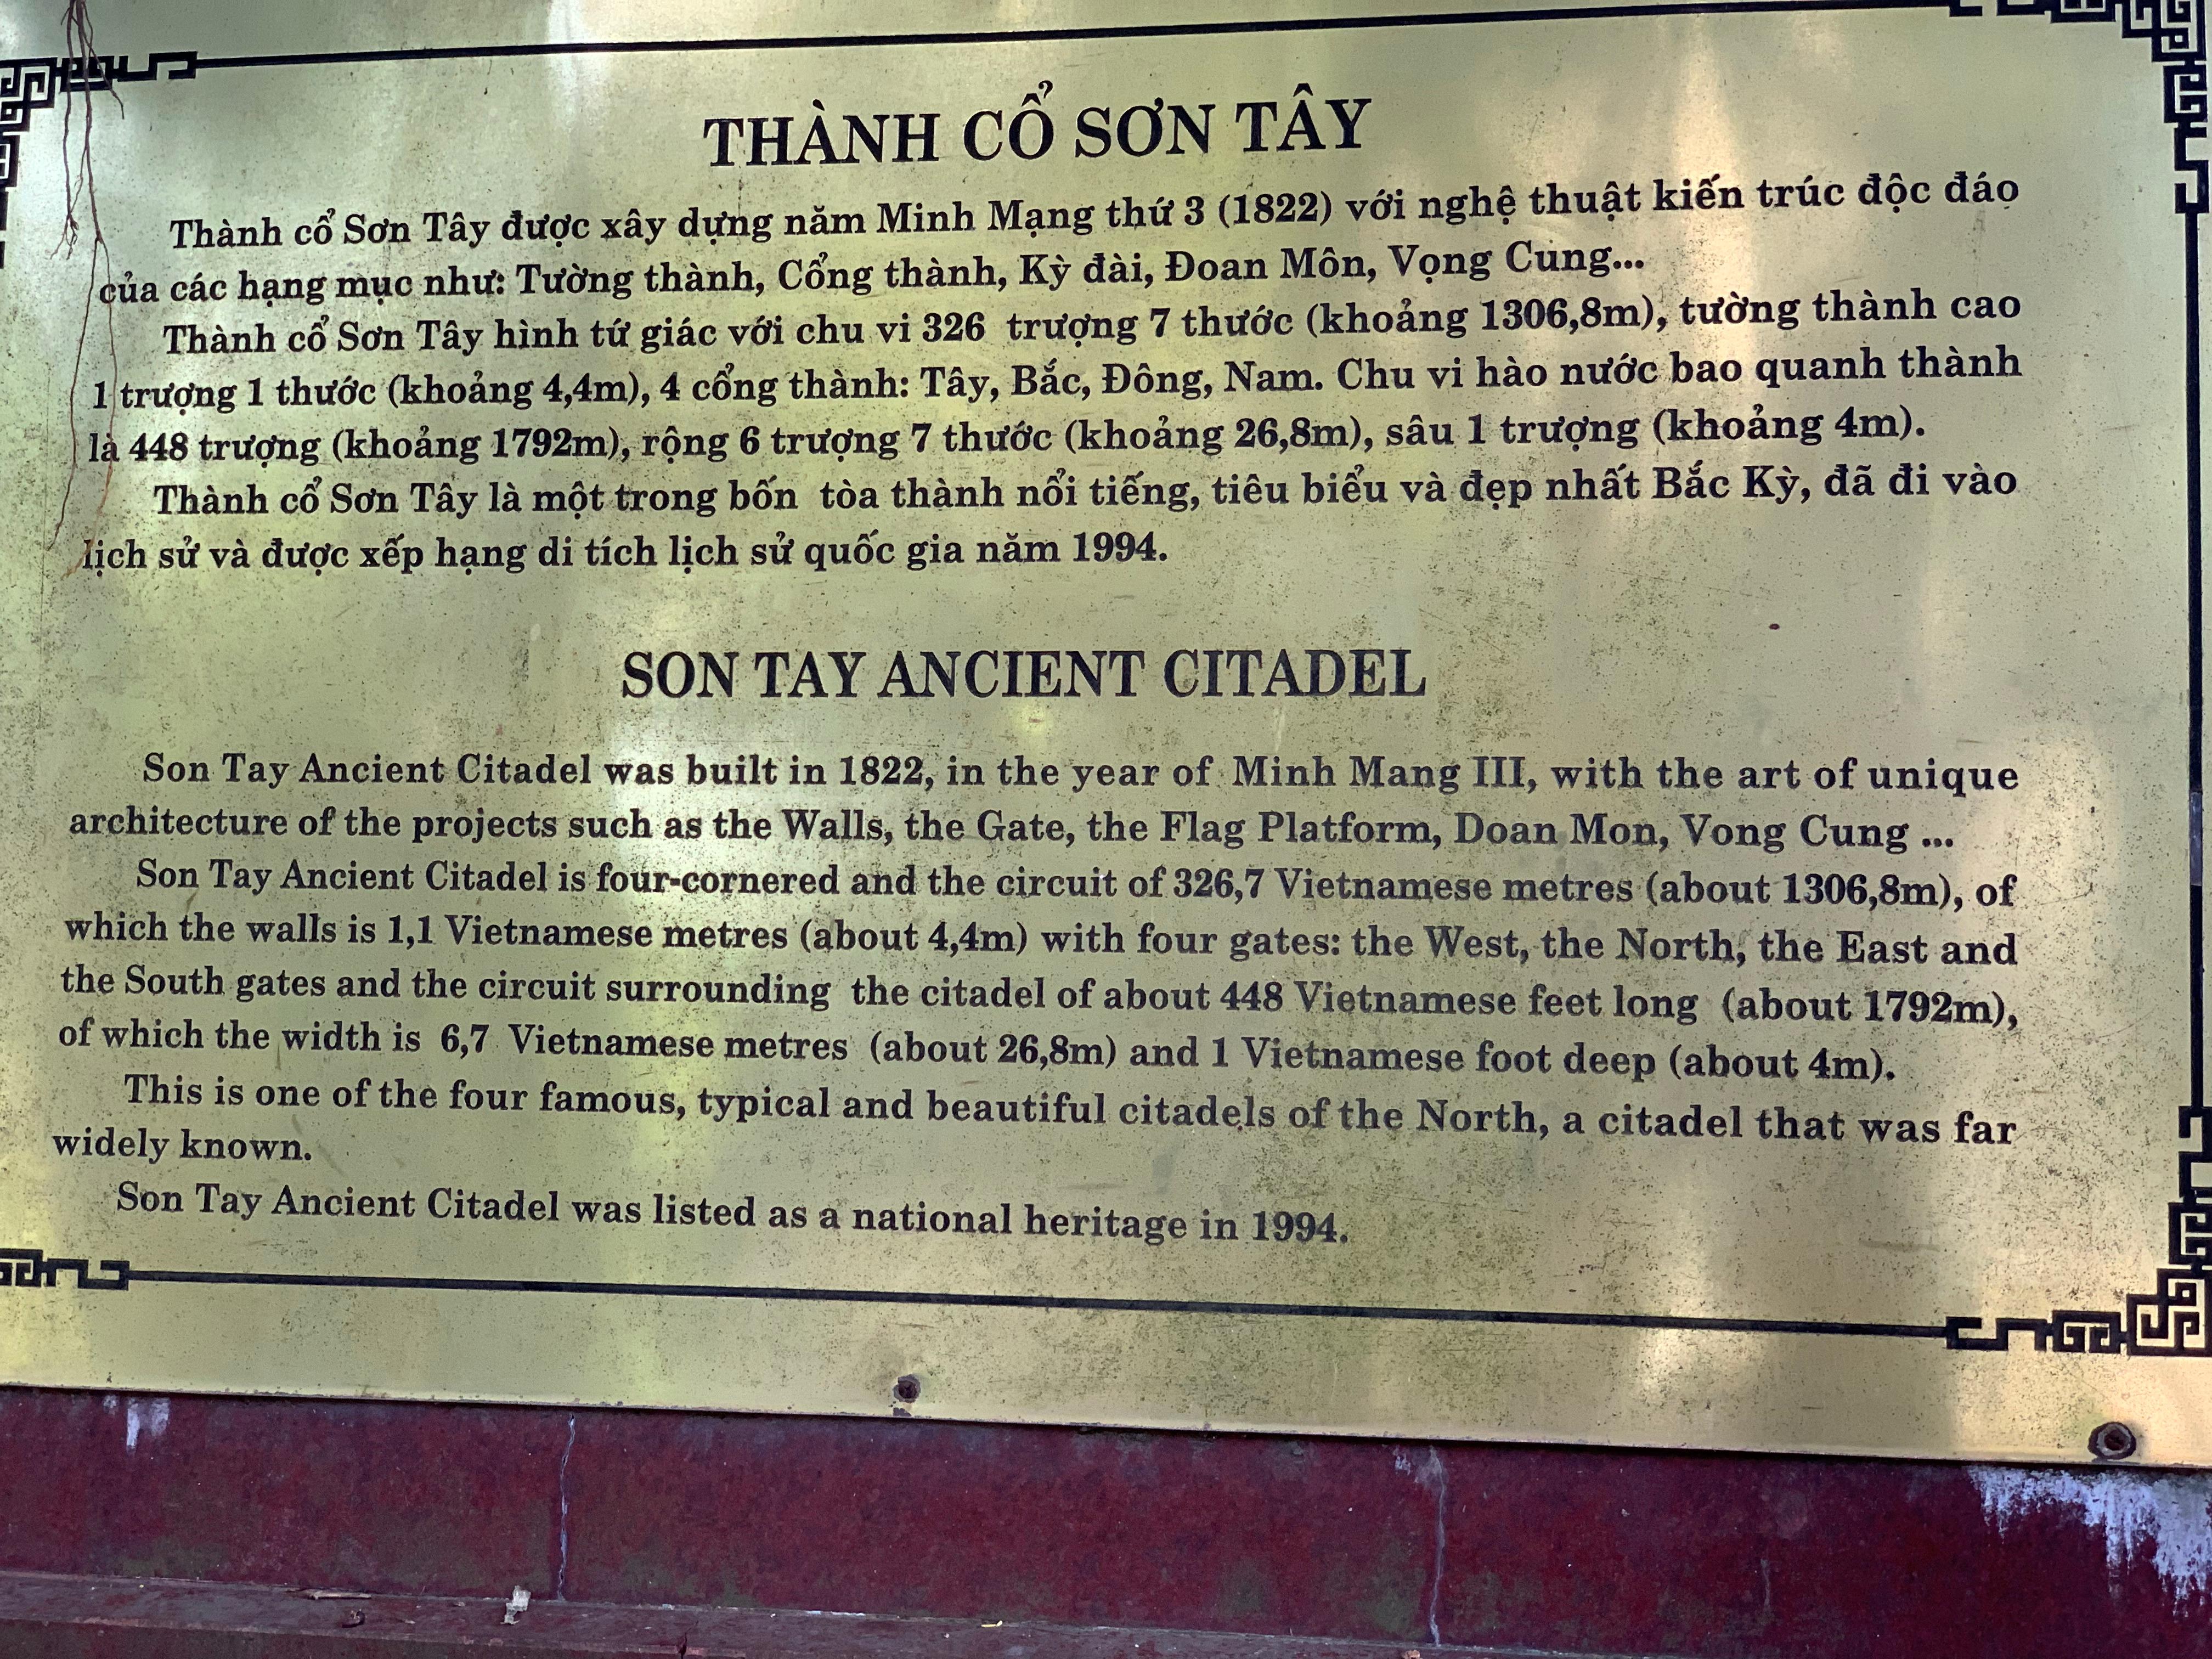 THÀNH CỔ SƠN TÂY
Thành cổ Sơn Tây được xây dựng năm Minh Mạng thứ 3 (1822) với nghệ thuật kiến trúc độc đáo
của các hạng mục như: Tường thành, Cổng thành, Kỳ đài, Đoan Môn, Vọng Cung...
Thành cổ Sơn Tây hình tứ giác với chu vi 326 trượng 7 thước (khoảng 1306,8m), tường thành cao
1 trượng 1 thước (khoảng 4,4m), 4 cổng thành: Tây, Bắc, Đông, Nam. Chu vi hào nước bao quanh thành
là 448 trượng (khoảng 1792m), rộng 6 trượng 7 thước (khoảng 26,8m), sâu 1 trượng (khoảng 4m).
Thành cổ Sơn Tây là một trong bốn tòa thành nổi tiếng, tiêu biểu và đẹp nhất Bắc Kỳ, đã đi vào
lịch sử và được xếp hạng di tích lịch sử quốc gia năm 1994.
SON TAY ANCIENT CITADEL
Son Tay Ancient Citadel was built in 1822, in the year of Minh Mang III, with the art of unique
architecture of the projects such as the Walls, the Gate, the Flag Platform, Doan Mon, Vong Cung ...
Son Tay Ancient Citadel is four-cornered and the circuit of 326,7 Vietnamese metres (about 1306,8m), of
which the walls is 1,1 Vietnamese metres (about 4,4m) with four gates: the West, the North, the East and
the South gates and the circuit surrounding the citadel of about 448 Vietnamese feet long (about 1792m),
of which the width is 6,7 Vietnamese metres (about 26,8m) and 1 Vietnamese foot deep (about 4m).
This is one of the four famous, typical and beautiful citadels of the North, a citadel that was far
widely known.
Son Tay Ancient Citadel was listed as a national heritage in 1994.